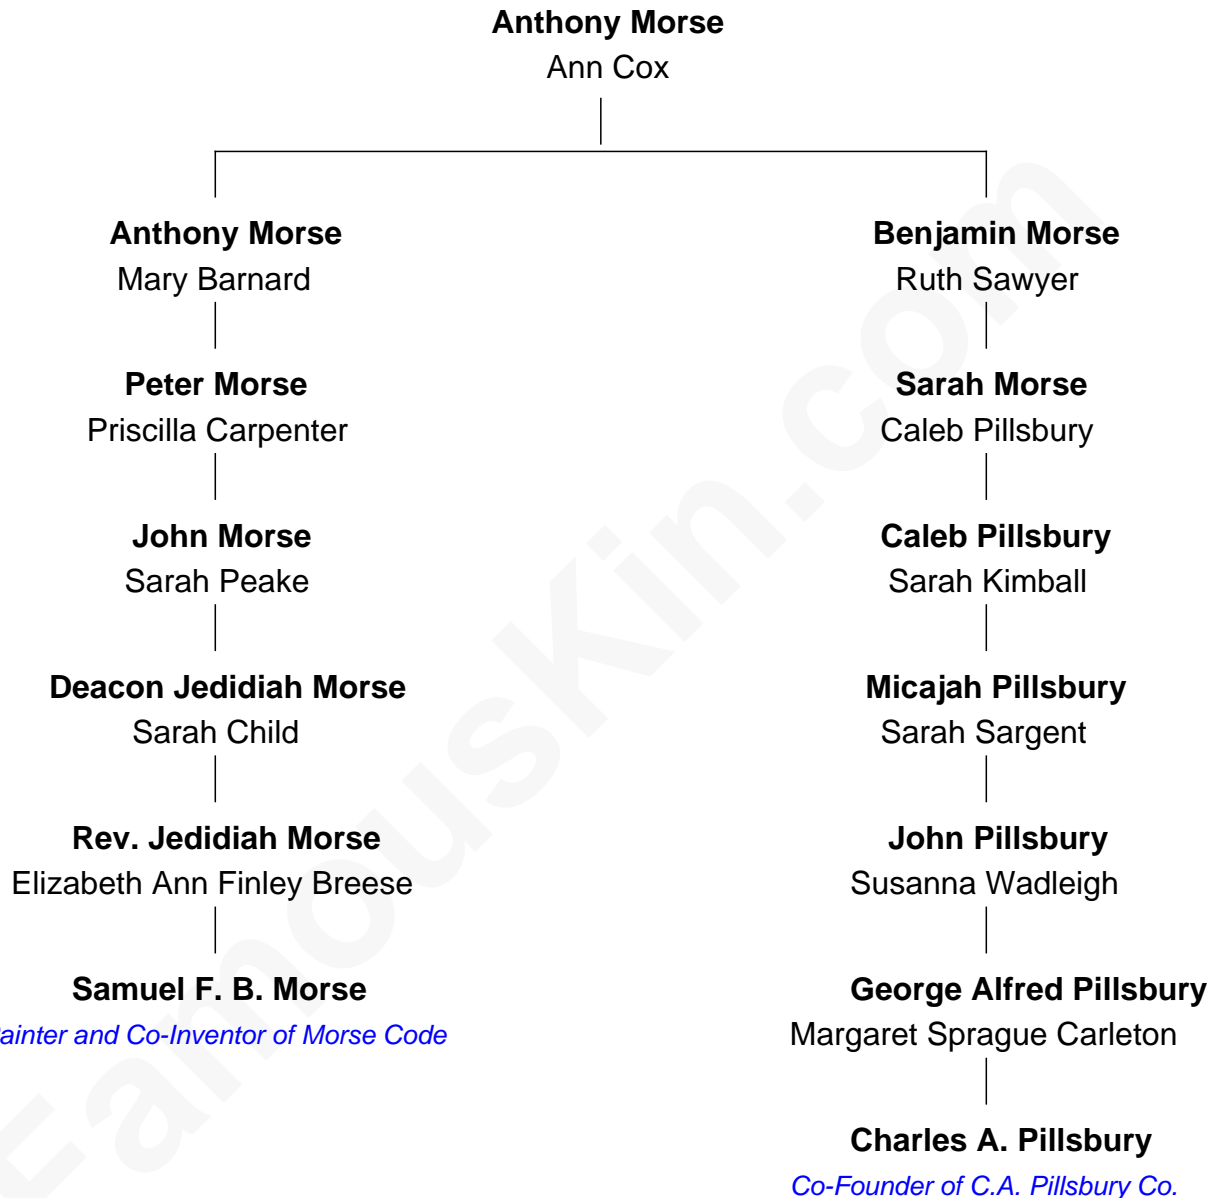 Anthony Morse
Ann Cox
Anthony Morse
Mary Barnard
Peter Morse
Priscilla Carpenter
John Morse
Sarah Peake
Deacon Jedidiah Morse
Sarah Child
Rev. Jedidiah Morse
Elizabeth Ann Finley Breese
Samuel F. B. Morse
and Co-Inventor of Morse Code
Benjamin Morse
Ruth Sawyer
Sarah Morse
Caleb Pillsbury
Caleb Pillsbury
Sarah Kimball
Micajah Pillsbury
Sarah Sargent
John Pillsbury
Susanna Wadleigh
George Alfred Pillsbury
Margaret Sprague Carleton
Charles A. Pillsbury
Co-Founder of C.A. Pillsbury Co.
FamousKin.com